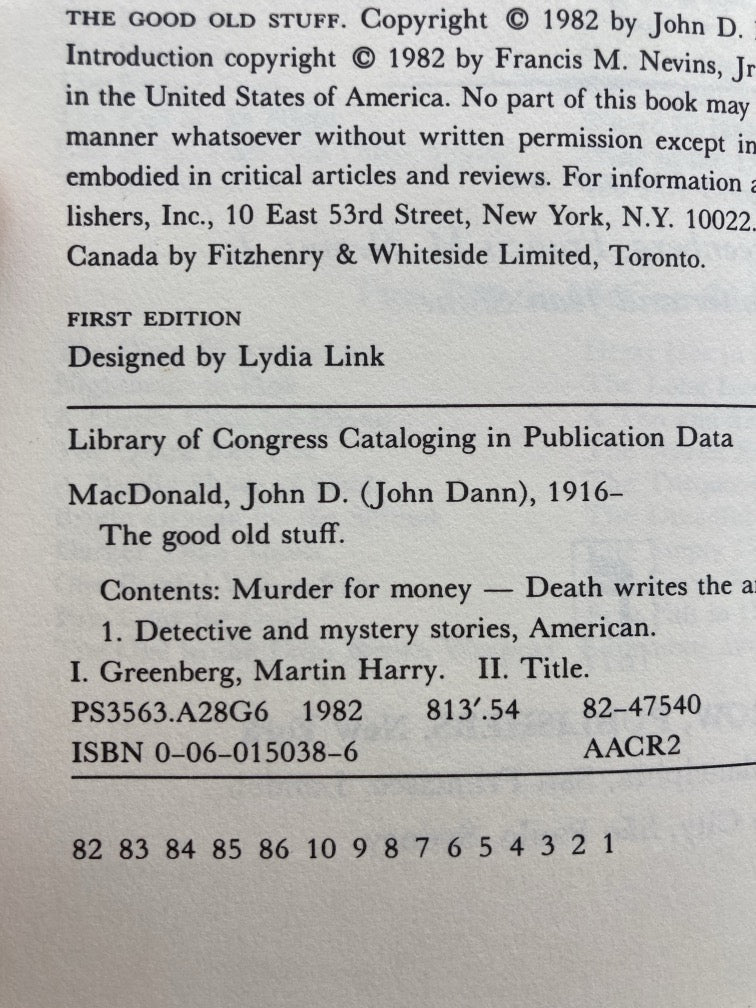 THE GOOD OLD STUFF. Copyright © 1982 by John D.
Introduction copyright © 1982 by Francis M. Nevins, Jr
in the United States of America. No part of this book may
manner whatsoever without written permission except in
embodied in critical articles and reviews. For information
lishers, Inc., 10 East 53rd Street, New York, N.Y. 10022.
Canada by Fitzhenry & Whiteside Limited, Toronto.
FIRST EDITION
Designed by Lydia Link
Library of Congress Cataloging in Publication Data
MacDonald, John D. (John Dann), 1916–
The good old stuff.
Contents: Murder for money — Death writes the
1. Detective and mystery stories, American.
I. Greenberg, Martin Harry. II. Title.
PS3563.A28G6 1982 813′.54 82–47540
ISBN 0–06–015038–6 AACR2
82 83 84 85 86 10 9 8 7 6 5 4 3 2 1